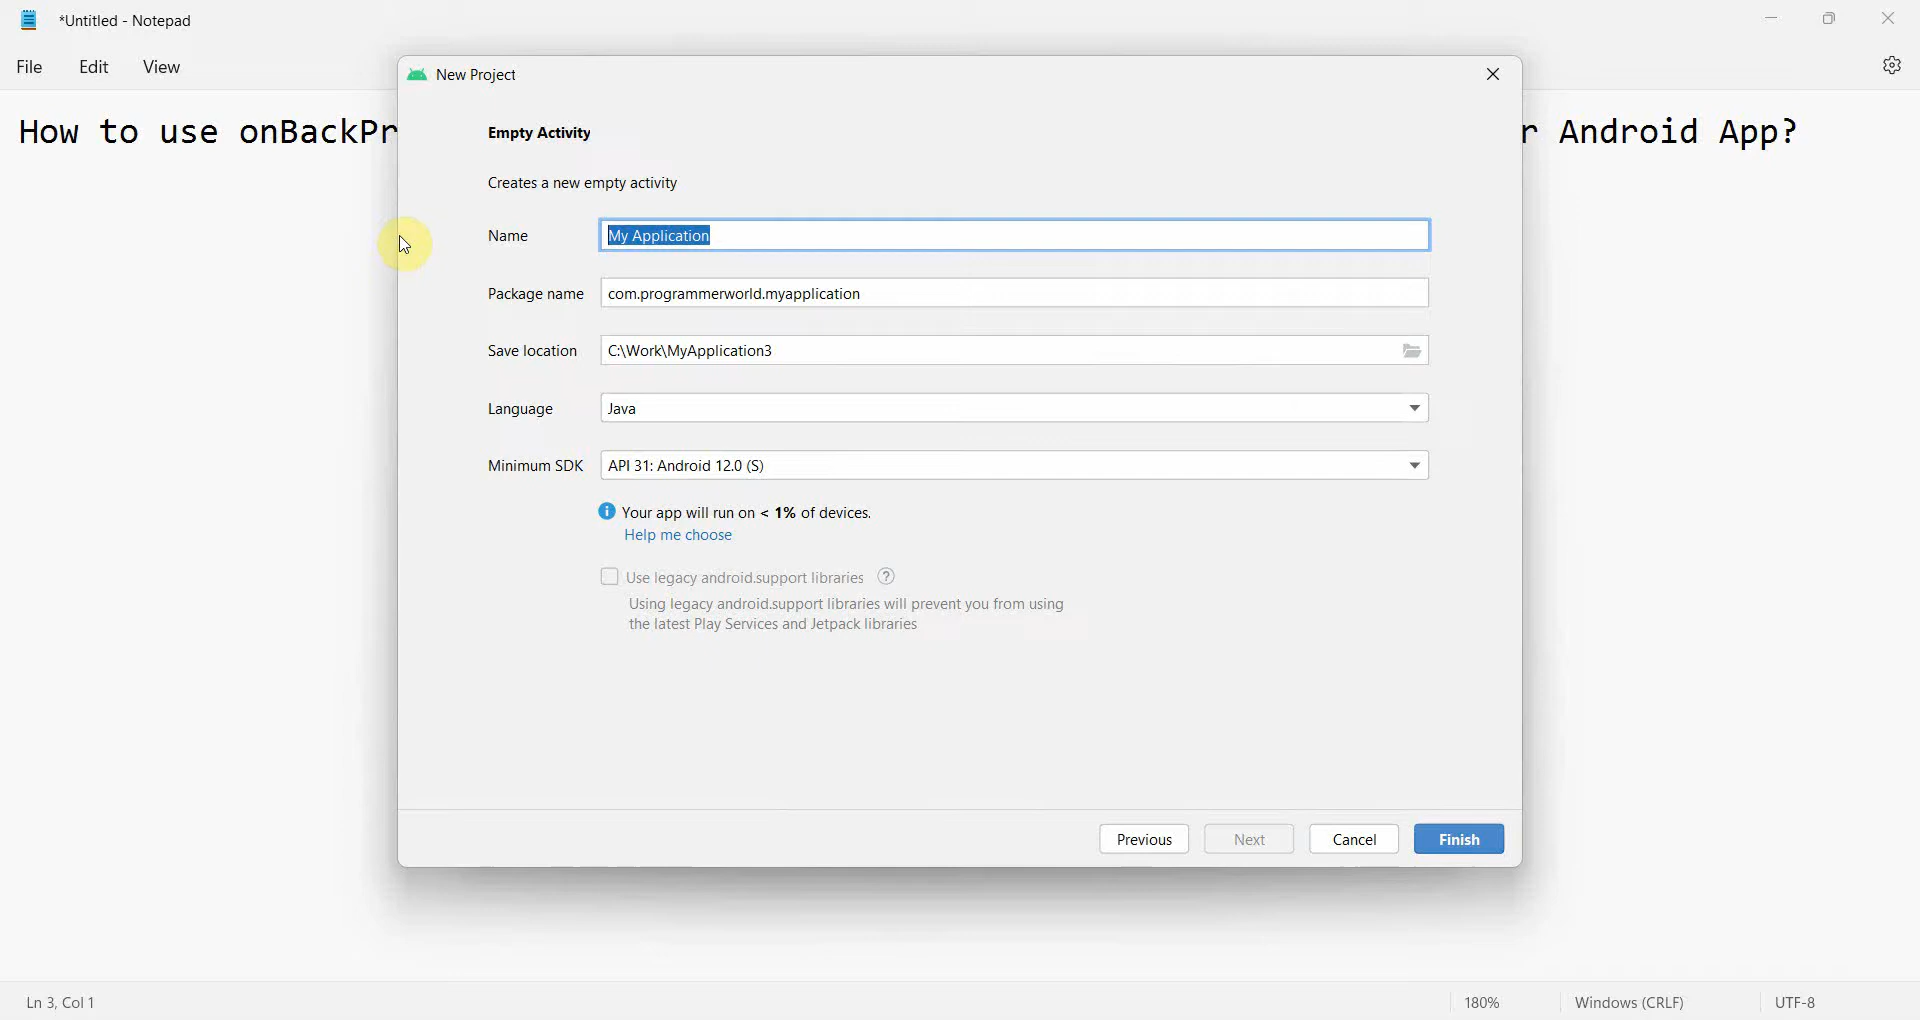 *Untitled - Notepad
File Edit View
New Project
How to use onBackPr
r Android App?
Empty Activity
Creates a new empty activity
Name My Application
Package name com.programmerworld.myapplication
Save location C:\Work\MyApplication3
Language Java
Minimum SDK API 31: Android 12.0 (S)
Your app will run on < 1% of devices.
Help me choose
Use legacy android.support libraries ?
Using legacy android.support libraries will prevent you from using
the latest Play Services and Jetpack libraries
Previous Next Cancel Finish
Ln 3, Col 1 180% Windows (CRLF) UTF-8